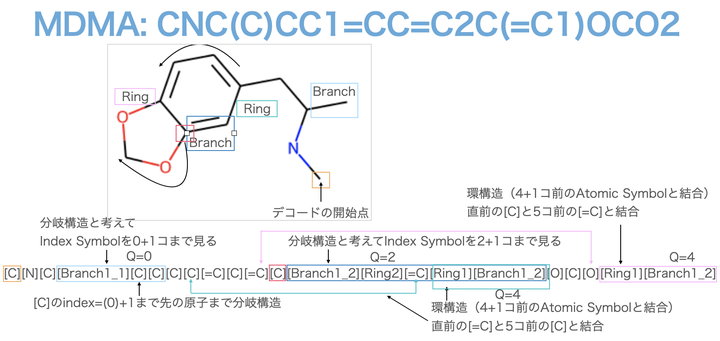 MDMA: CNC(C)CC1=CC=C2C(=C1)OCO2
Ring
Branch
Ring
O
Branch
N
O
デコードの開始点
環構造（4+1コ前のAtomic Symbolと結合）
直前の[C]と5コ前の[=C]と結合
分岐構造と考えて
Index Symbolを0+1コまで見る
分岐構造と考えてIndex Symbolを2+1コまで見る
Q=0
Q=2
Q=4
[C][N][C][Branch1_1][C][C][C][C][=C][C][=C][C][Branch1_2][Ring2][=C][Ring1][Branch1_2][O][C][O][Ring1][Branch1_2]
Q=4
[C]のindex=(0)+1まで先の原子まで分岐構造
環構造（4+1コ前のAtomic Symbolと結合）
直前の[=C]と5コ前の[C]と結合